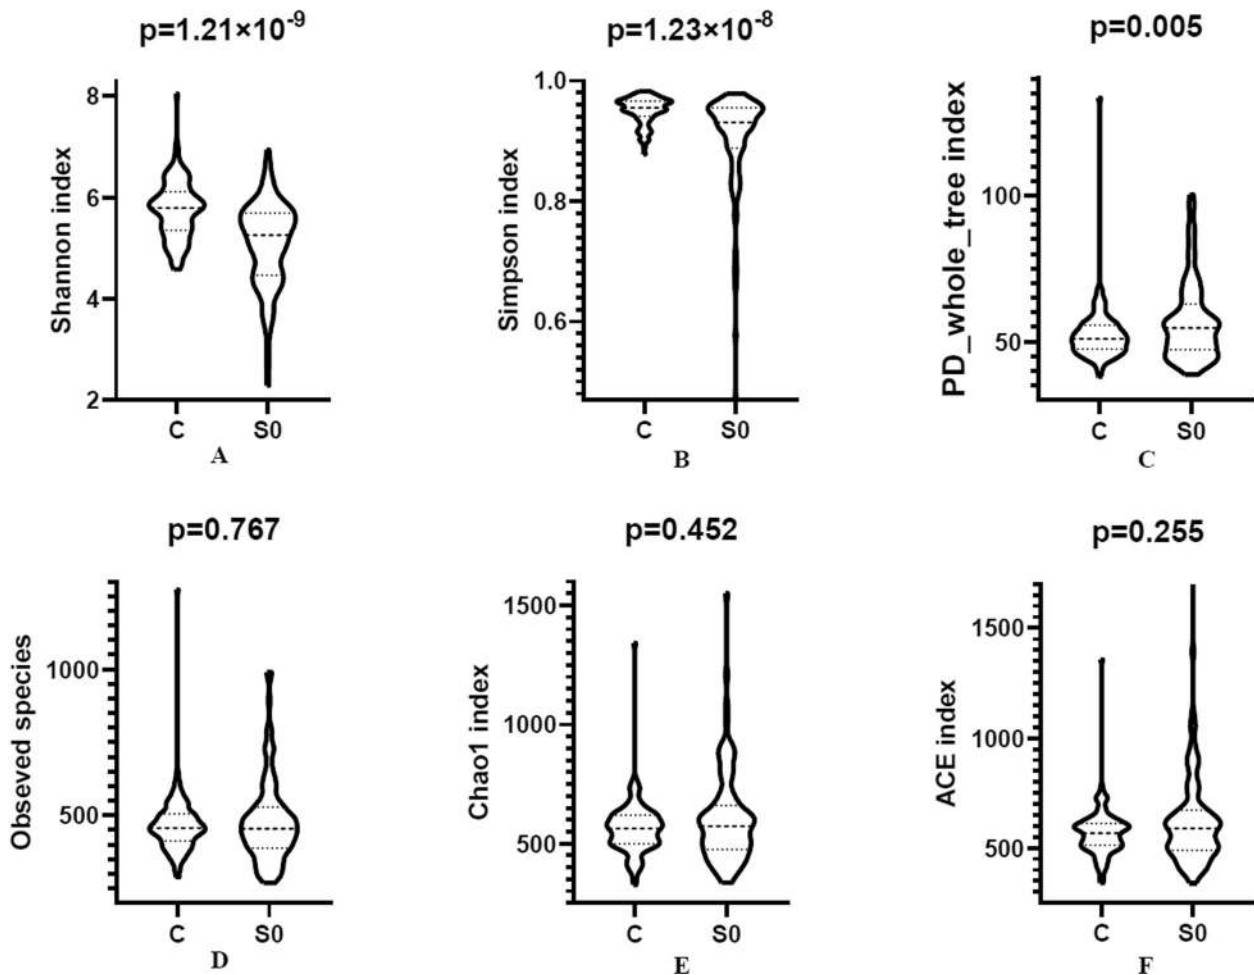 p=1.21×10⁻⁹
Shannon index
8
6
4
2
C S0
A
p=1.23×10⁻⁸
Simpson index
1.0
0.8
0.6
C S0
B
p=0.005
PD_whole_tree index
100
50
C S0
C
p=0.767
Obseved species
1000
500
C S0
D
p=0.452
Chao1 index
1500
1000
500
C S0
E
p=0.255
ACE index
1500
1000
500
C S0
F